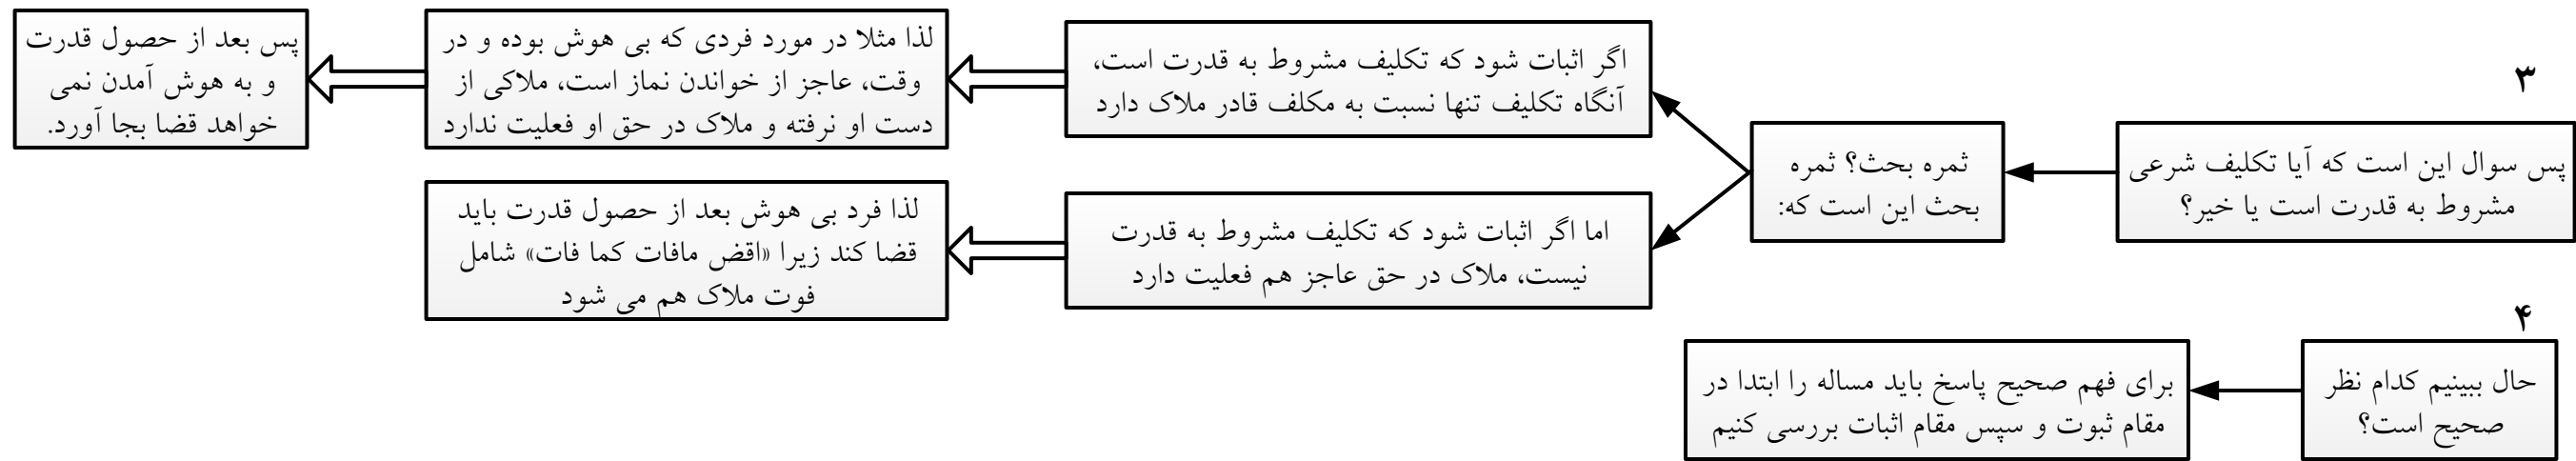 ۳
پس سوال این است که آیا تکلیف شرعی
مشروط به قدرت است یا خیر؟
ثمره بحث؟ ثمره
بحث این است که:
اگر اثبات شود که تکلیف مشروط به قدرت است،
آنگاه تکلیف تنها نسبت به مکلف قادر ملاک دارد
لذا مثلا در مورد فردی که بی هوش بوده و در
وقت، عاجز از خواندن نماز است، ملاکی از
دست او نرفته و ملاک در حق او فعلیت ندارد
پس بعد از حصول قدرت
و به هوش آمدن نمی
خواهد قضا بجا آورد.
اما اگر اثبات شود که تکلیف مشروط به قدرت
نیست، ملاک در حق عاجز هم فعلیت دارد
لذا فرد بی هوش بعد از حصول قدرت باید
قضا کند زیرا «اقض مافات کما فات» شامل
فوت ملاک هم می شود
۴
حال ببینیم کدام نظر
صحیح است؟
برای فهم صحیح پاسخ باید مساله را ابتدا در
مقام ثبوت و سپس مقام اثبات بررسی کنیم